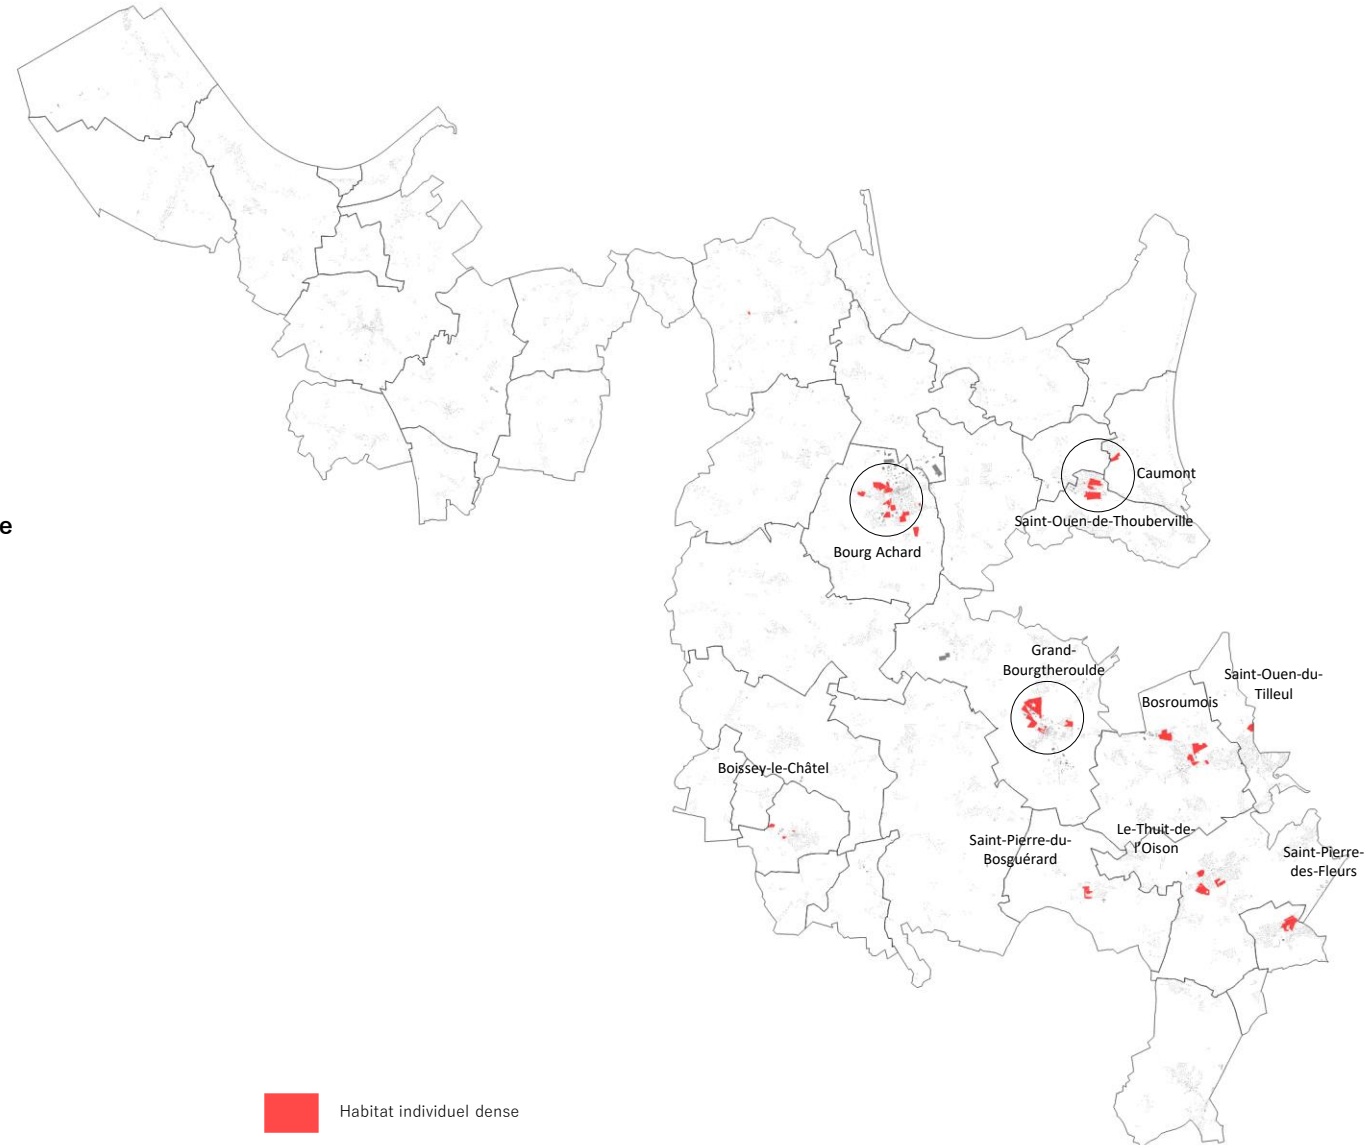 Caumont
Saint-Ouen-de-Thouberville
e
Bourg Achard
Grand-
Bourgtheroulde
Saint-Ouen-du-
Tilleul
Bosroumois
Boissey-le-Châtel
Le-Thuit-de-
l'Oison
Saint-Pierre-du-
Bosguérard
Saint-Pierre-
des-Fleurs
Habitat individuel dense